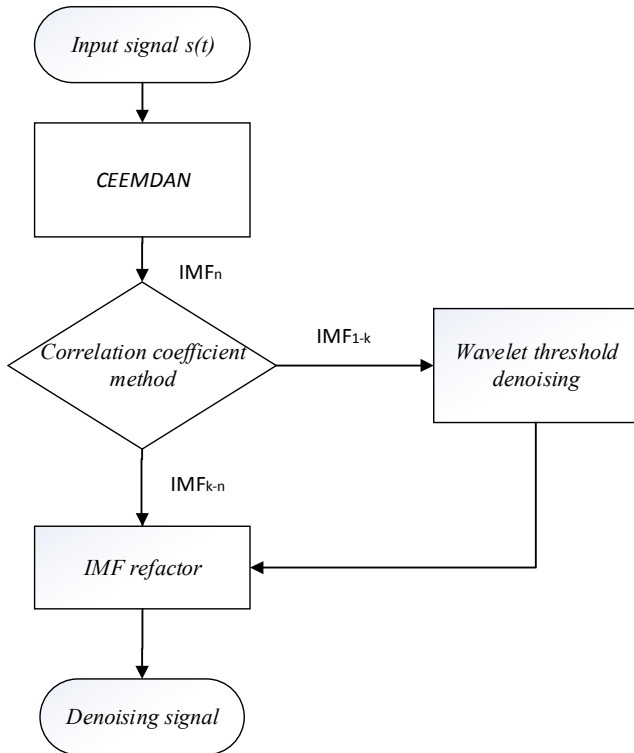 Input signal s(t)
CEEMDAN
IMFn
Correlation coefficient
method
IMF1-k
Wavelet threshold
denoising
IMFk-n
IMF refactor
Denoising signal